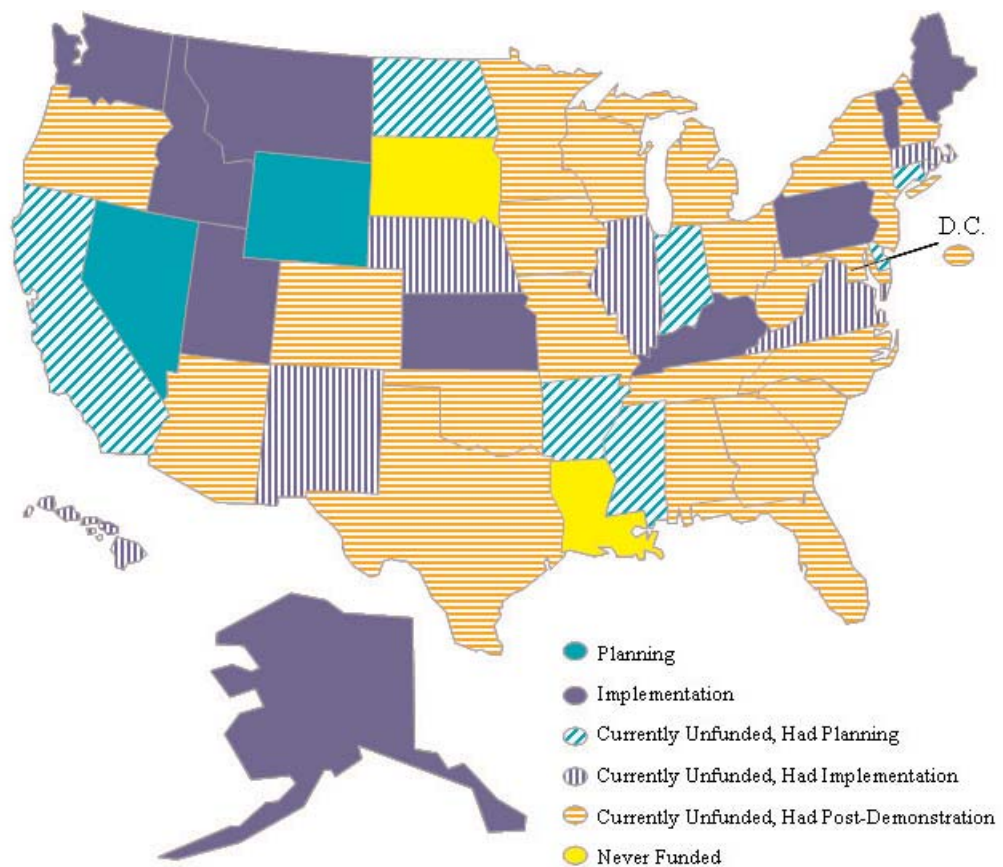 D.C.
Planning
Implementation
Currently Unfunded, Had Planning
Currently Unfunded, Had Implementation
Currently Unfunded, Had Post-Demonstration
Never Funded